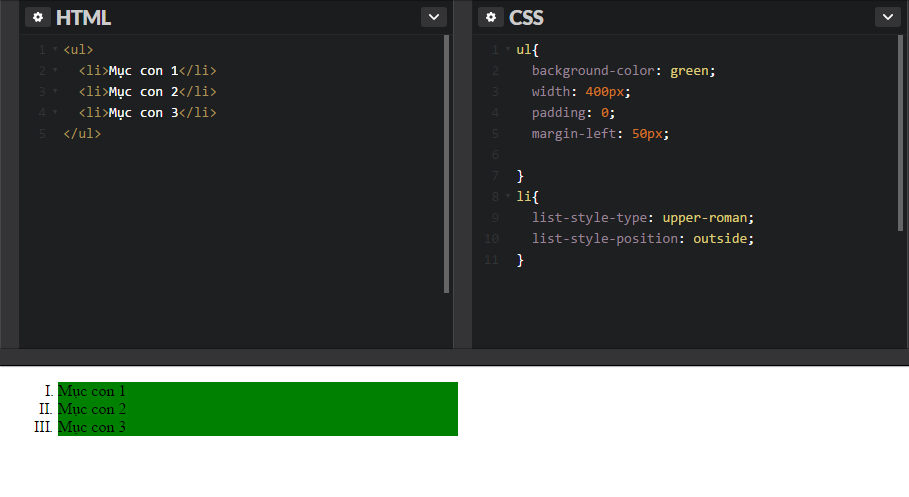 HTML
1 <ul>
2 <li>Mục con 1</li>
3 <li>Mục con 2</li>
4 <li>Mục con 3</li>
5 </ul>
CSS
1 ul{
2 background-color: green;
3 width: 400px;
4 padding: 0;
5 margin-left: 50px;
6
7 }
8 li{
9 list-style-type: upper-roman;
10 list-style-position: outside;
11 }
I. Mục con 1
II. Mục con 2
III. Mục con 3